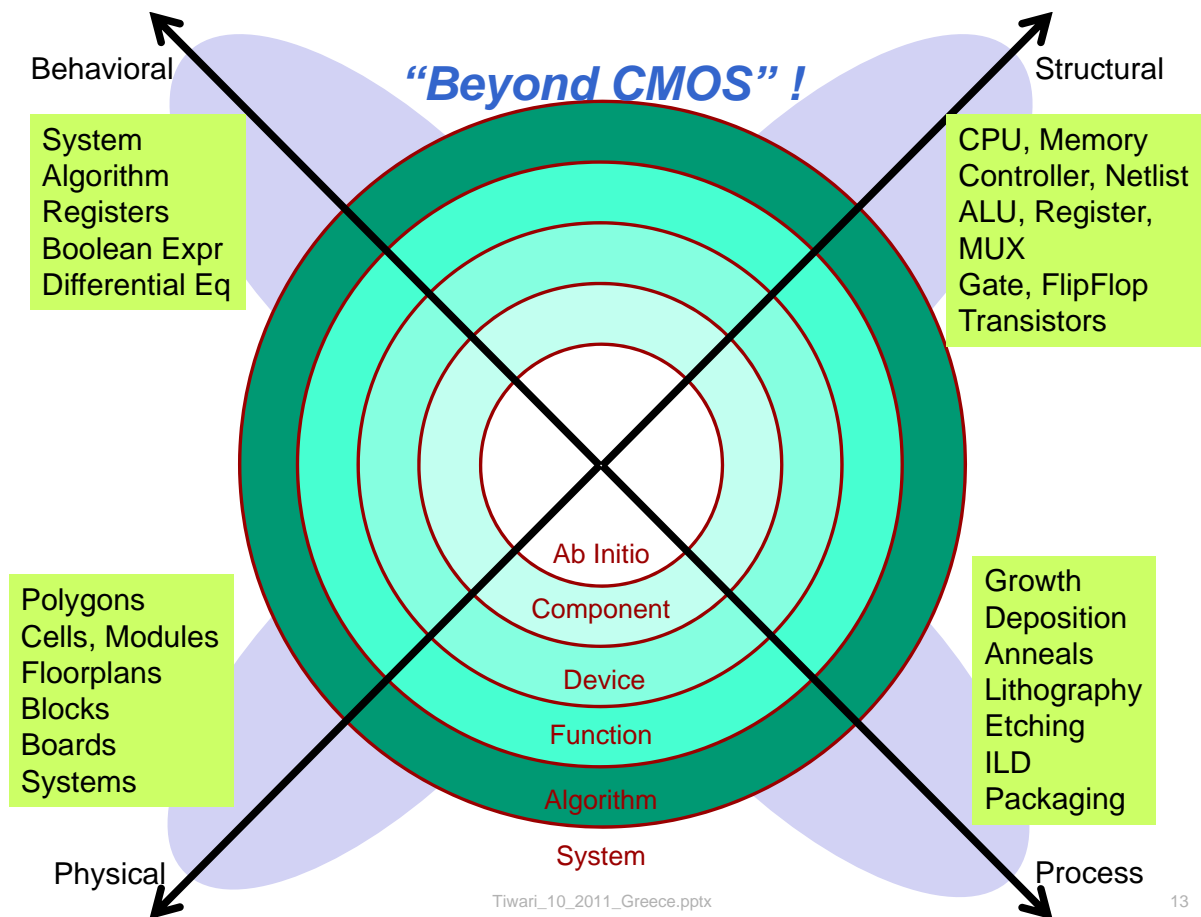 “Beyond CMOS” !
Behavioral
System
Algorithm
Registers
Boolean Expr
Differential Eq
Structural
CPU, Memory
Controller, Netlist
ALU, Register,
MUX
Gate, FlipFlop
Transistors
Ab Initio
Component
Device
Function
Algorithm
System
Polygons
Cells, Modules
Floorplans
Blocks
Boards
Systems
Physical
Growth
Deposition
Anneals
Lithography
Etching
ILD
Packaging
Process
Tiwari_10_2011_Greece.pptx
13